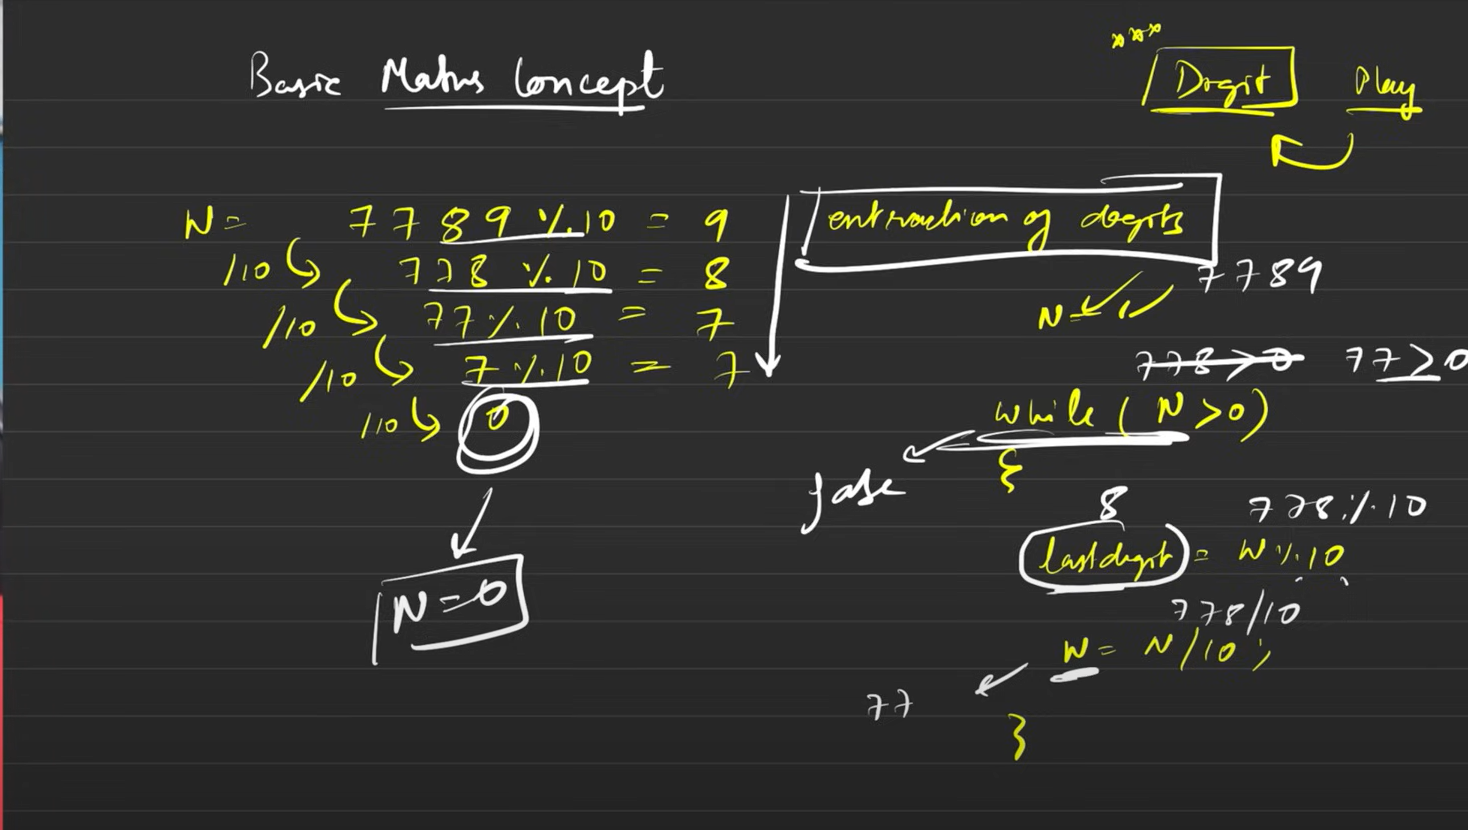 Basic Maths Concept
*** Digit Play
N = 7789 % 10 = 9
/10 778 % 10 = 8
/10 77 % 10 = 7
/10 7 % 10 = 7
/10 0
N = 0
extraction of digits
7789
N =
778 > 0 77 > 0
while ( N > 0 )
{
false
8 778 % 10
lastdigit = N % 10
778/10
N = N/10;
77
}